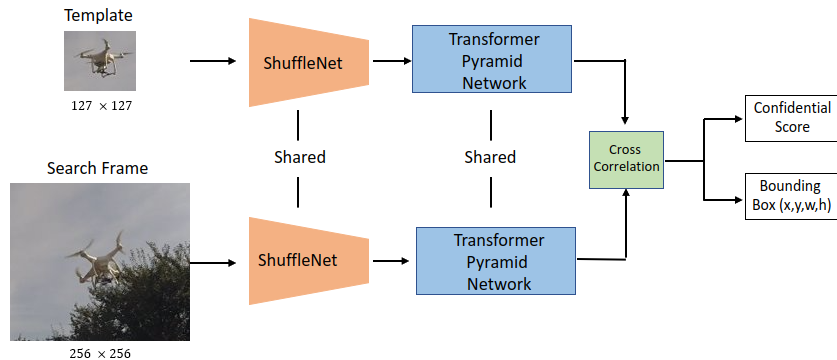 Template
127 × 127
ShuffleNet
Transformer
Pyramid
Network
Shared
Shared
Cross
Correlation
Confidential
Score
Bounding
Box (x,y,w,h)
Search Frame
256 × 256
ShuffleNet
Transformer
Pyramid
Network